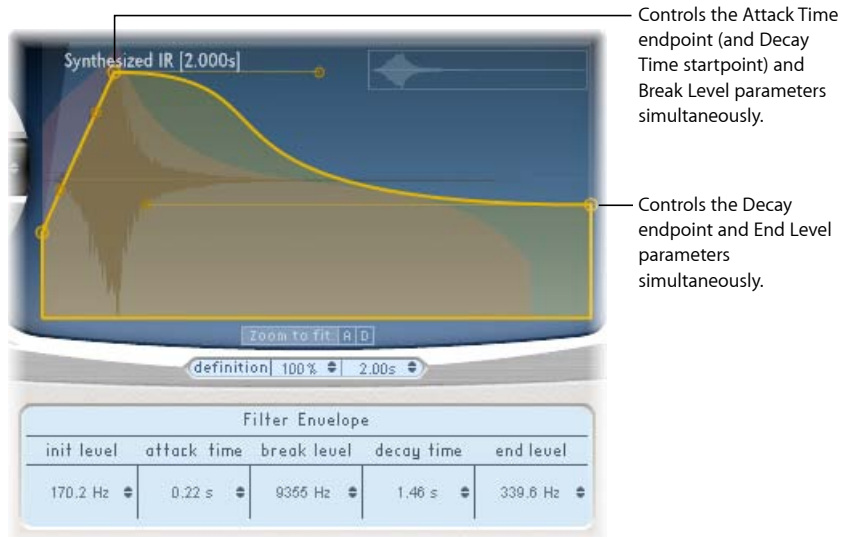 Controls the Attack Time
endpoint (and Decay
Time startpoint) and
Break Level parameters
simultaneously.
Synthesized IR [2.000s]
Controls the Decay
endpoint and End Level
parameters
simultaneously.
Zoom to fit: A D
definition 100% 2.00s
Filter Envelope
init level attack time break level decay time end level
170.2 Hz 0.22 s 9355 Hz 1.46 s 339.6 Hz